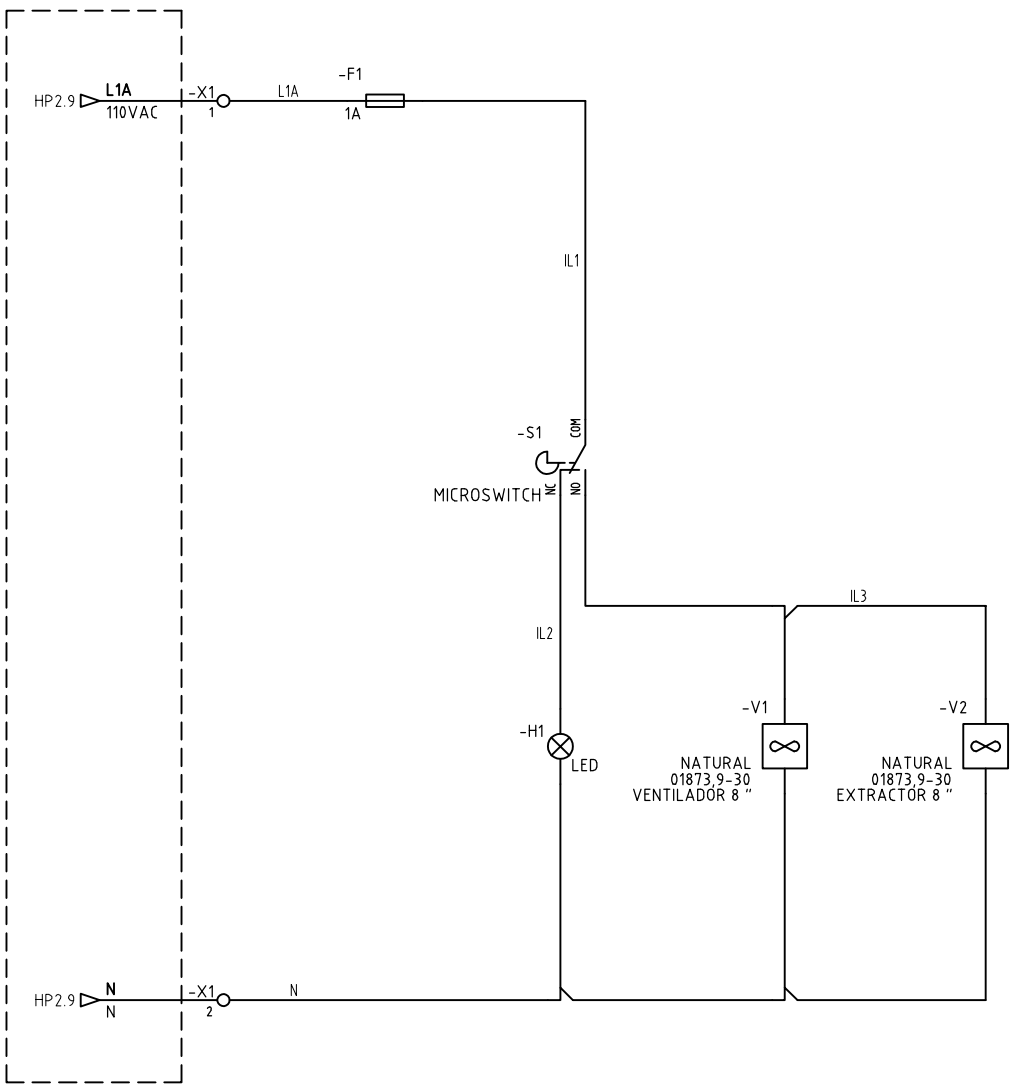 -F1
HP2.9
L1A
110VAC
-X1
1
L1A
1A
IL1
COM
-S1
MICROSWITCH
NC
NO
IL2
IL3
-H1
LED
-V1
NATURAL
01873,9-30
VENTILADOR 8 "
-V2
NATURAL
01873,9-30
EXTRACTOR 8 "
HP2.9
N
N
-X1
2
N